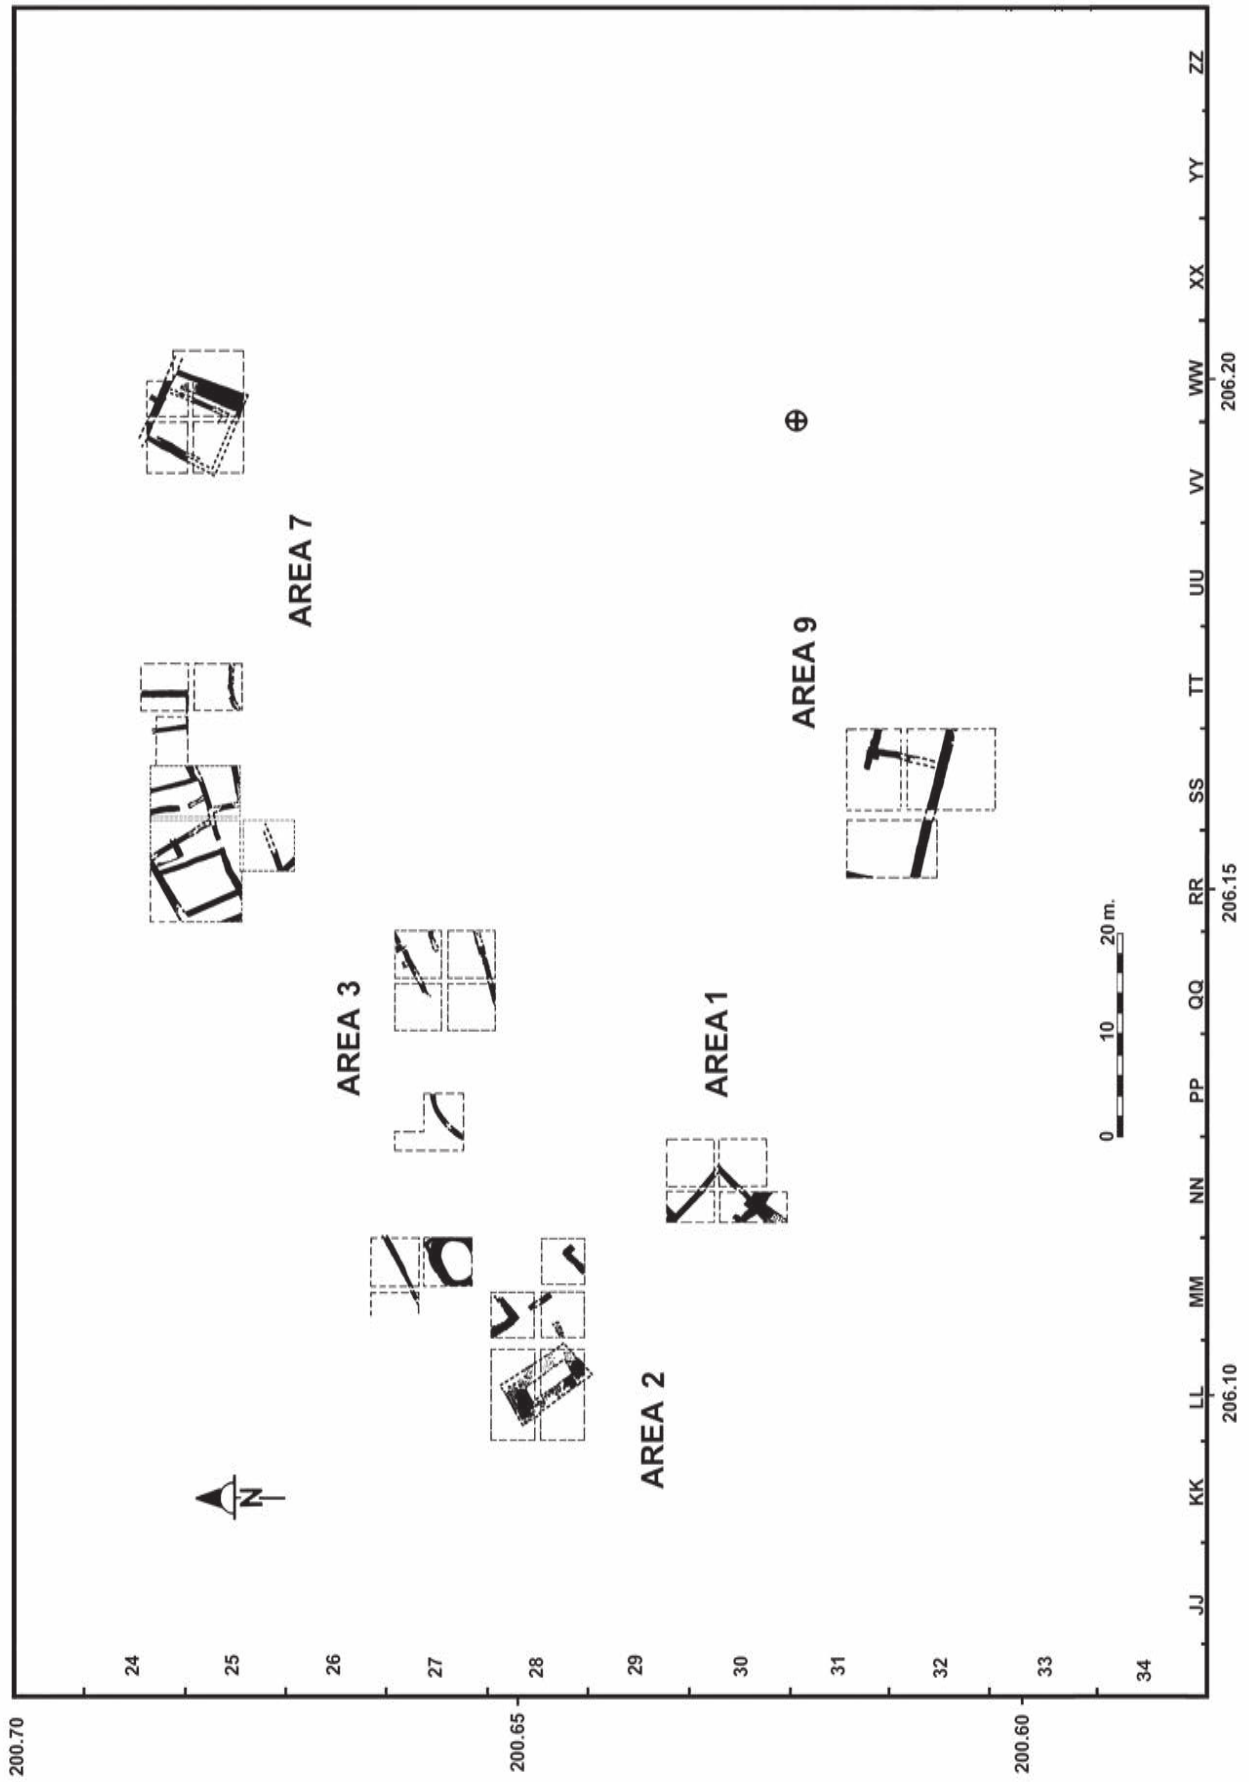 AREA 7
AREA 3
AREA 9
AREA 1
AREA 2
N
0 10 20 m.
24
25
26
27
28
29
30
31
32
33
34
200.70
200.65
200.60
JJ KK LL MM NN PP QQ RR SS TT UU VV WW XX YY ZZ
206.10 206.15 206.20